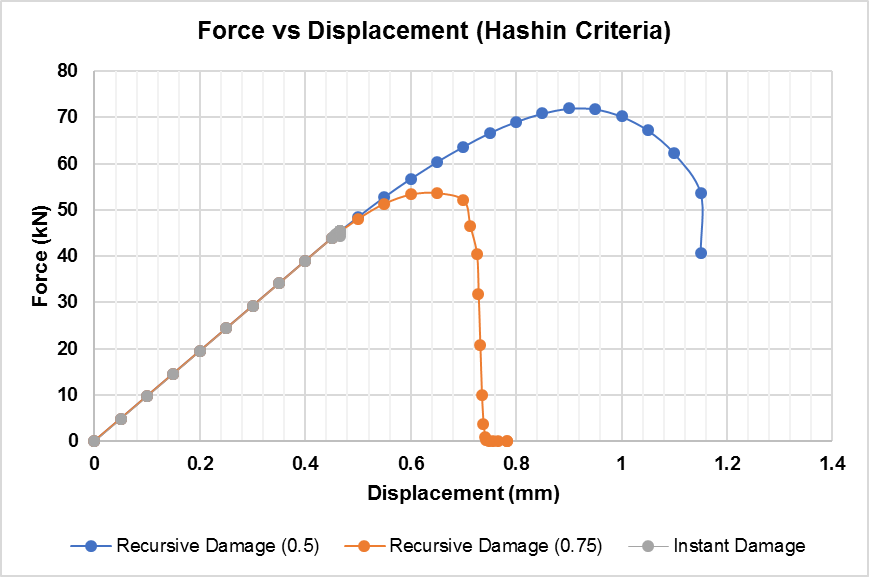 Force vs Displacement (Hashin Criteria)
80
70
60
50
40
30
20
10
0
Force (kN)
0 0.2 0.4 0.6 0.8 1 1.2 1.4
Displacement (mm)
Recursive Damage (0.5) Recursive Damage (0.75) Instant Damage